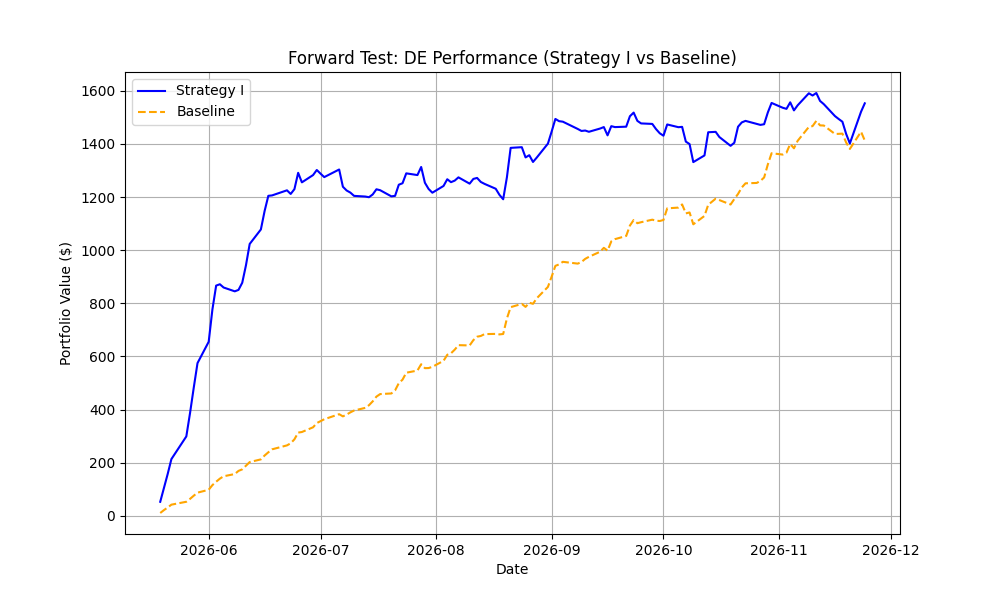 Forward Test: DE Performance (Strategy I vs Baseline)
Strategy I
Baseline
Portfolio Value ($)
1600
1400
1200
1000
800
600
400
200
0
2026-06 2026-07 2026-08 2026-09 2026-10 2026-11 2026-12
Date